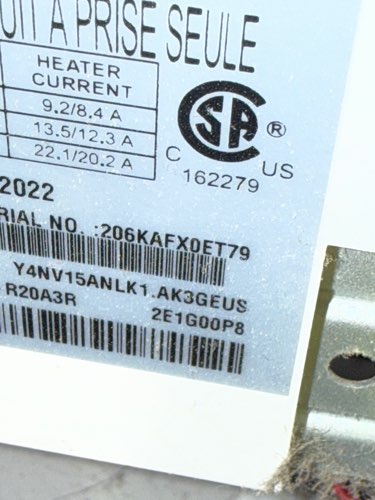 UIT A PRISE SEULE
HEATER
CURRENT
9.2/8.4 A
13.5/12.3 A
22.1/20.2 A
SA ®
C US
162279
2022
RIAL NO. :206KAFX0ET79
Y4NV15ANLK1.AK3GEUS
R20A3R 2E1G00P8